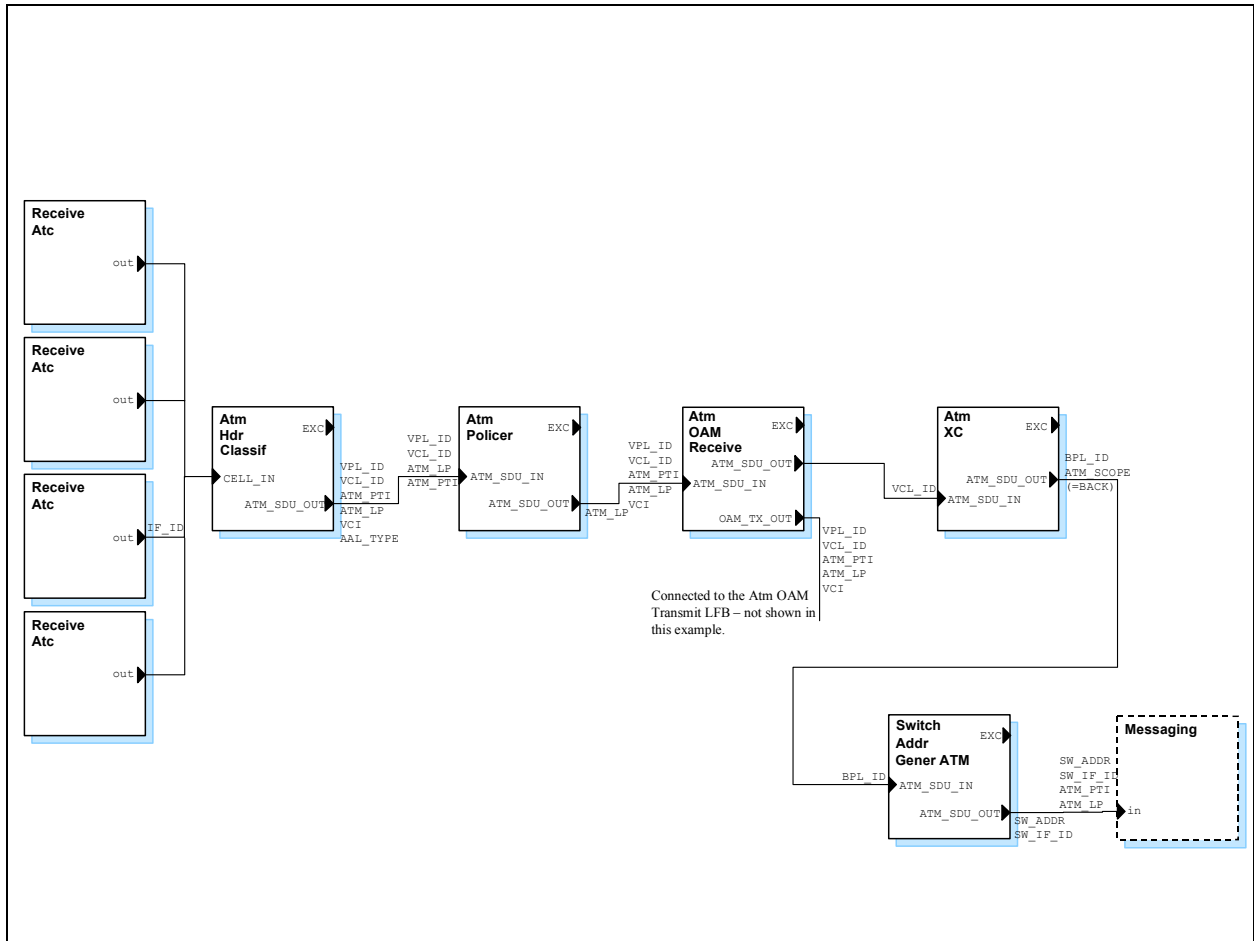 Receive
Atc
out
Receive
Atc
out
Receive
Atc
out
IF_ID
Receive
Atc
out
Atm
Hdr
Classif
EXC
CELL_IN
ATM_SDU_OUT
VPL_ID
VCL_ID
ATM_PTI
ATM_LP
VCI
AAL_TYPE
VPL_ID
VCL_ID
ATM_LP
ATM_PTI
Atm
Policer
EXC
ATM_SDU_IN
ATM_SDU_OUT
ATM_LP
VPL_ID
VCL_ID
ATM_PTI
ATM_LP
VCI
Atm
OAM
Receive
EXC
ATM_SDU_OUT
ATM_SDU_IN
OAM_TX_OUT
VPL_ID
VCL_ID
ATM_PTI
ATM_LP
VCI
Connected to the Atm OAM
Transmit LFB – not shown in
this example.
VCL_ID
Atm
XC
EXC
ATM_SDU_OUT
ATM_SDU_IN
BPL_ID
ATM_SCOPE
(=BACK)
BPL_ID
Switch
Addr
Gener ATM
EXC
ATM_SDU_IN
ATM_SDU_OUT
SW_ADDR
SW_IF_ID
SW_ADDR
SW_IF_ID
ATM_PTI
ATM_LP
Messaging
in